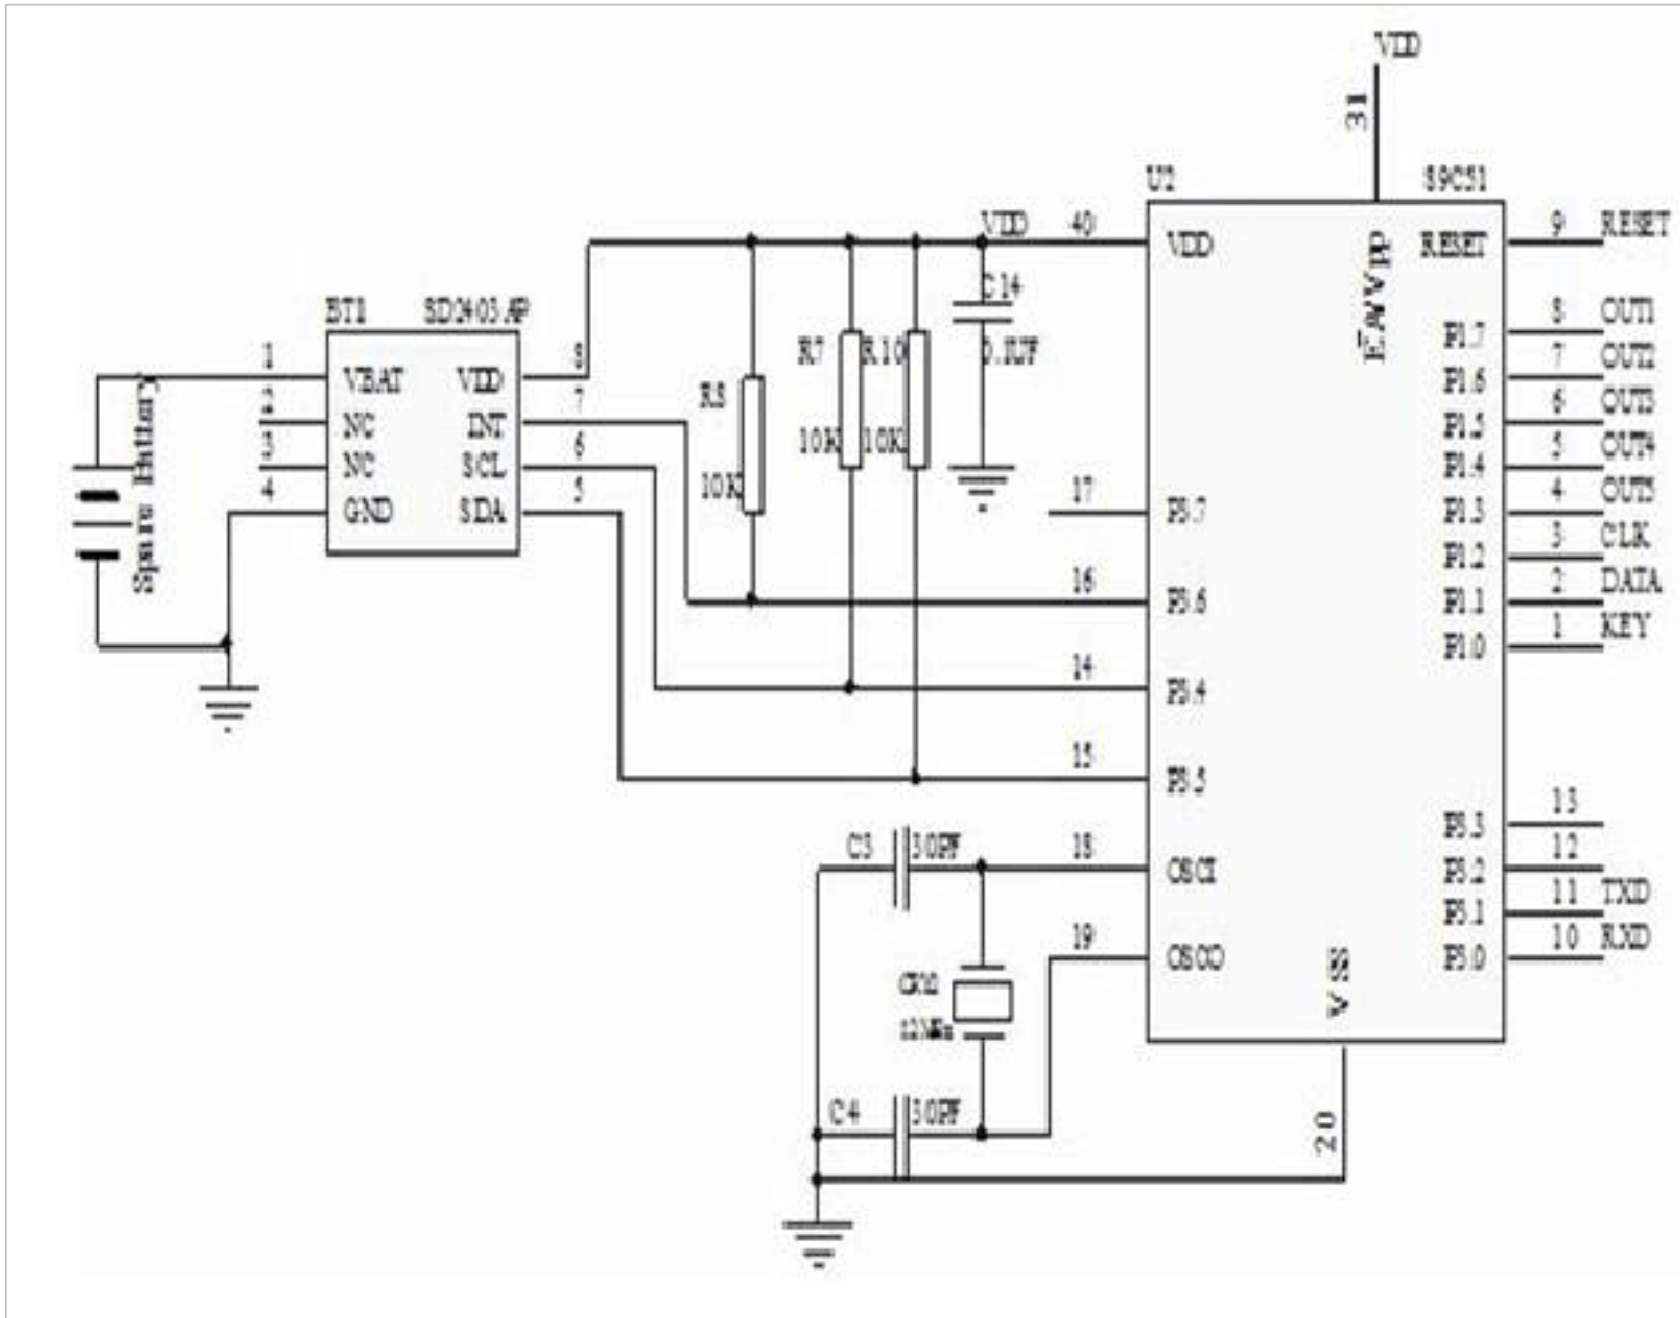 VDD
31
U2
89C51
VDD
40
VDD
EA/VPP
RESET
9
RESET
C14
0.1UF
BT1
SD2403AP
1
VBAT
VDD
8
2
NC
INT
7
3
NC
SCL
6
4
GND
SDA
5
Spare Battery
10K
R7
10K
R10
10K
P1.7
8
OUT1
P1.6
7
OUT2
P1.5
6
OUT3
P1.4
5
OUT4
P1.3
4
OUT5
P1.2
3
CLK
P1.1
2
DATA
P1.0
1
KEY
17
P3.7
16
P3.6
14
P3.4
15
P3.5
P3.3
13
P3.2
12
P3.1
11
TXD
P3.0
10
RXD
C3
30PF
18
OSCI
19
OSCO
12MHz
C4
30PF
VSS
20